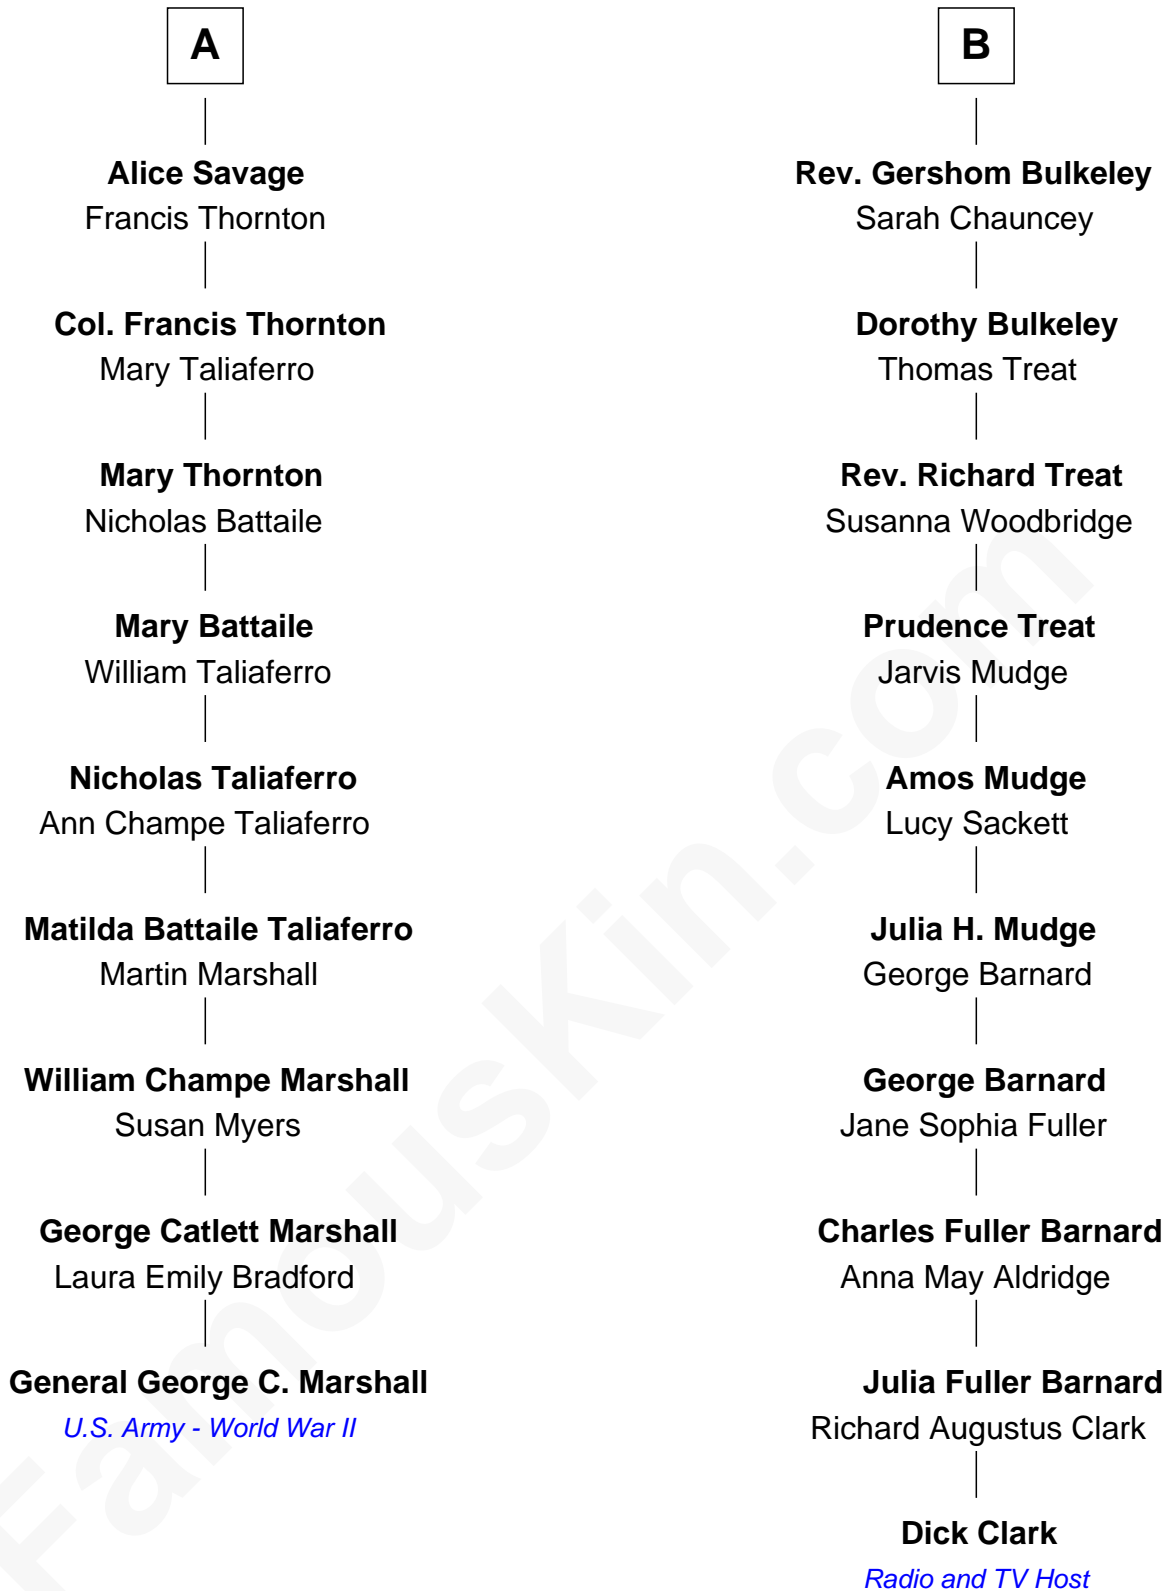 A
Alice Savage
Francis Thornton
Col. Francis Thornton
Mary Taliaferro
Mary Thornton
Nicholas Battaile
Mary Battaile
William Taliaferro
Nicholas Taliaferro
Ann Champe Taliaferro
Matilda Battaile Taliaferro
Martin Marshall
William Champe Marshall
Susan Myers
George Catlett Marshall
Laura Emily Bradford
General George C. Marshall
U.S. Army - World War II
B
Rev. Gershom Bulkeley
Sarah Chauncey
Dorothy Bulkeley
Thomas Treat
Rev. Richard Treat
Susanna Woodbridge
Prudence Treat
Jarvis Mudge
Amos Mudge
Lucy Sackett
Julia H. Mudge
George Barnard
George Barnard
Jane Sophia Fuller
Charles Fuller Barnard
Anna May Aldridge
Julia Fuller Barnard
Richard Augustus Clark
Dick Clark
Radio and TV Host
FamousKin.com